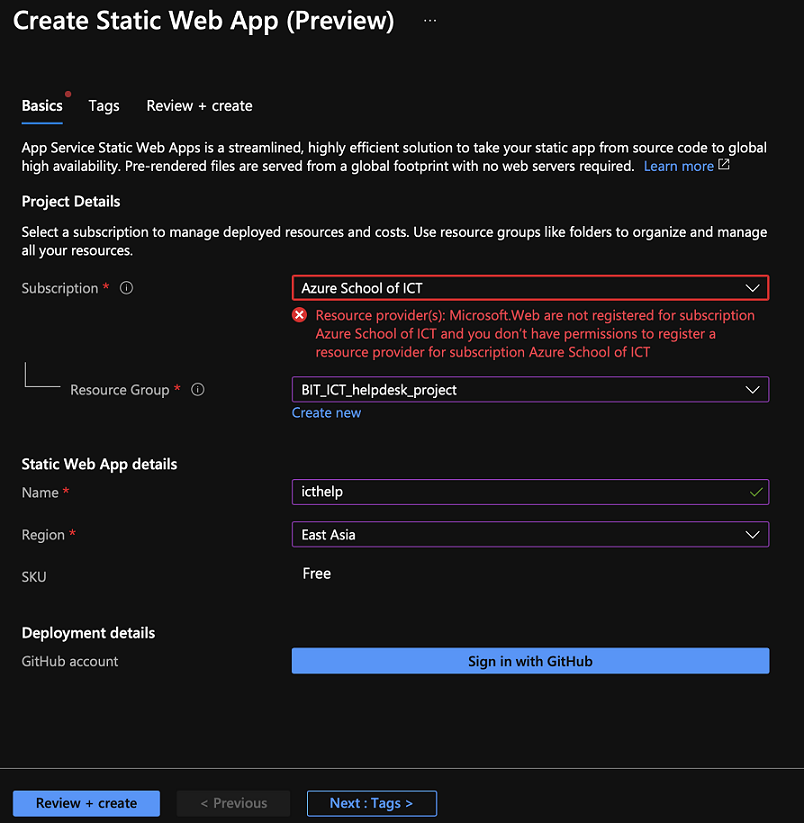 Create Static Web App (Preview) ...
Basics Tags Review + create
App Service Static Web Apps is a streamlined, highly efficient solution to take your static app from source code to global
high availability. Pre-rendered files are served from a global footprint with no web servers required. Learn more
Project Details
Select a subscription to manage deployed resources and costs. Use resource groups like folders to organize and manage
all your resources.
Subscription * Azure School of ICT
Resource provider(s): Microsoft.Web are not registered for subscription
Azure School of ICT and you don't have permissions to register a
resource provider for subscription Azure School of ICT
Resource Group * BIT_ICT_helpdesk_project
Create new
Static Web App details
Name * icthelp
Region * East Asia
SKU Free
Deployment details
GitHub account Sign in with GitHub
Review + create < Previous Next : Tags >